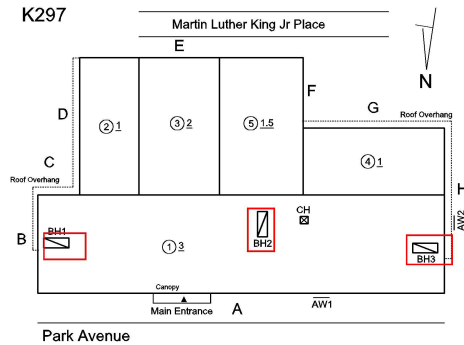 K297
Martin Luther King Jr Place
E
N
D
F
G
Roof Overhang
2 1
3 2
5 1.5
C
4 1
Roof Overhang
H
AW2
B
BH1
CH
BH2
BH3
1 3
Canopy
Main Entrance
A
AW1
Park Avenue